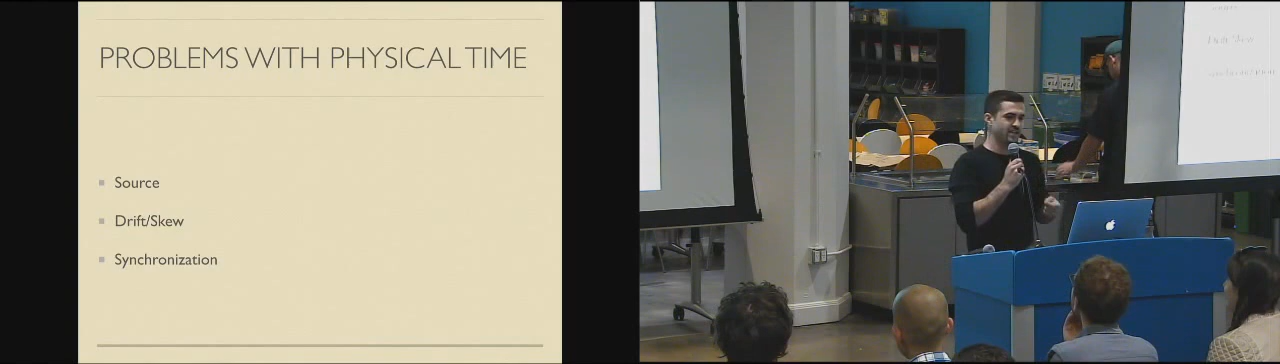 PROBLEMS WITH PHYSICAL TIME
Source
Drift/Skew
Synchronization